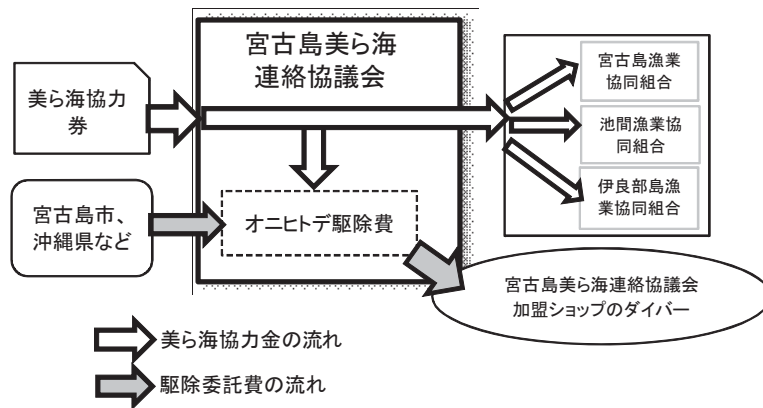 宮古島美ら海
連絡協議会
美ら海協力
券
宮古島市、
沖縄県など
オニヒトデ駆除費
宮古島漁業
協同組合
池間漁業協
同組合
伊良部島漁
業協同組合
宮古島美ら海連絡協議会
加盟ショップのダイバー
美ら海協力金の流れ
駆除委託費の流れ